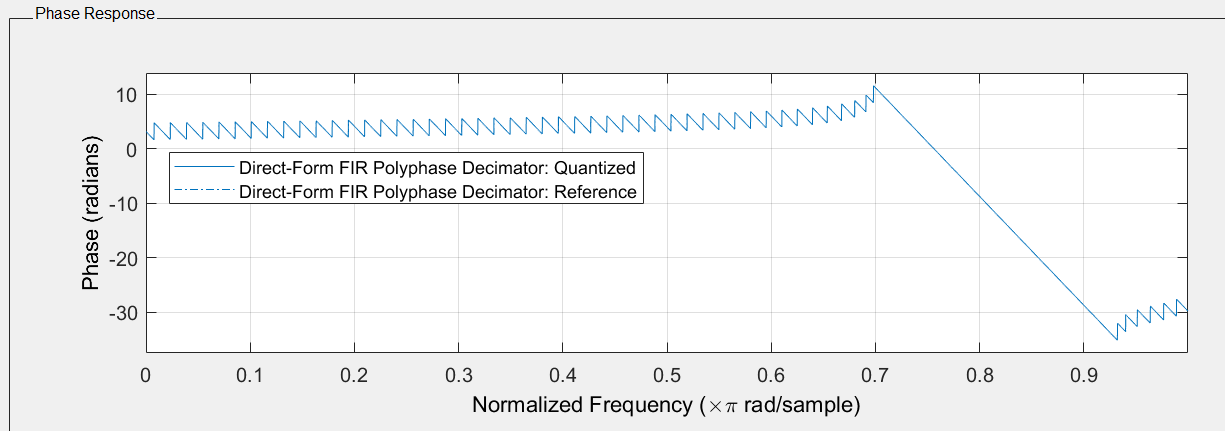 Phase Response
10
0
-10
-20
-30
Phase (radians)
Direct-Form FIR Polyphase Decimator: Quantized
Direct-Form FIR Polyphase Decimator: Reference
0 0.1 0.2 0.3 0.4 0.5 0.6 0.7 0.8 0.9
Normalized Frequency (×π rad/sample)